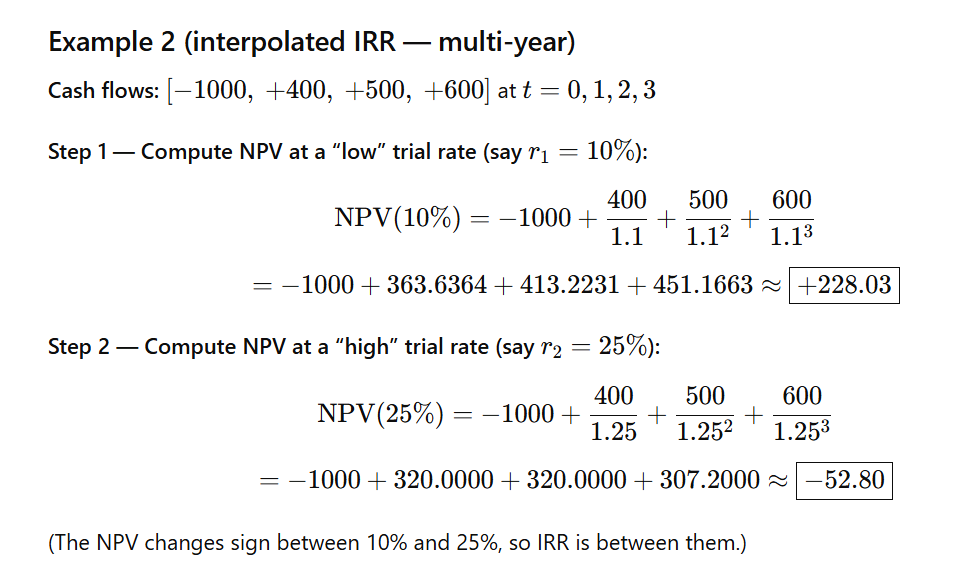 Example 2 (interpolated IRR — multi-year)
Cash flows: [−1000, +400, +500, +600] at t = 0, 1, 2, 3
Step 1 — Compute NPV at a “low” trial rate (say r₁ = 10%):
NPV(10%) = −1000 + 400/1.1 + 500/1.1² + 600/1.1³
= −1000 + 363.6364 + 413.2231 + 451.1663 ≈ +228.03
Step 2 — Compute NPV at a “high” trial rate (say r₂ = 25%):
NPV(25%) = −1000 + 400/1.25 + 500/1.25² + 600/1.25³
= −1000 + 320.0000 + 320.0000 + 307.2000 ≈ −52.80
(The NPV changes sign between 10% and 25%, so IRR is between them.)